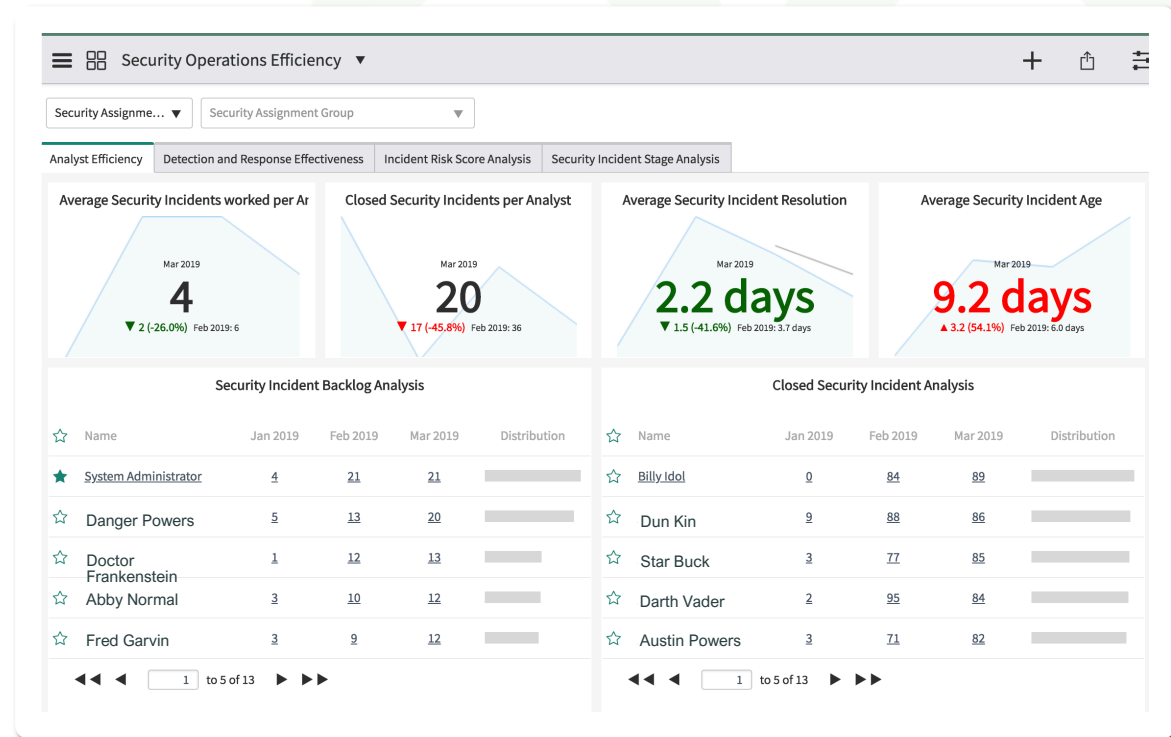 Security Operations Efficiency
Security Assignme... Security Assignment Group
Analyst Efficiency Detection and Response Effectiveness Incident Risk Score Analysis Security Incident Stage Analysis
Average Security Incidents worked per Ar
Mar 2019
4
2 (-26.0%) Feb 2019: 6
Closed Security Incidents per Analyst
Mar 2019
20
17 (-45.8%) Feb 2019: 36
Average Security Incident Resolution
Mar 2019
2.2 days
1.5 (-41.6%) Feb 2019: 3.7 days
Average Security Incident Age
Mar 2019
9.2 days
3.2 (54.1%) Feb 2019: 6.0 days
Security Incident Backlog Analysis
Name Jan 2019 Feb 2019 Mar 2019 Distribution
System Administrator 4 21 21
Danger Powers 5 13 20
Doctor
Frankenstein 1 12 13
Abby Normal 3 10 12
Fred Garvin 3 9 12
1 to 5 of 13
Closed Security Incident Analysis
Name Jan 2019 Feb 2019 Mar 2019 Distribution
Billy Idol 0 84 89
Dun Kin 9 88 86
Star Buck 3 77 85
Darth Vader 2 95 84
Austin Powers 3 71 82
1 to 5 of 13